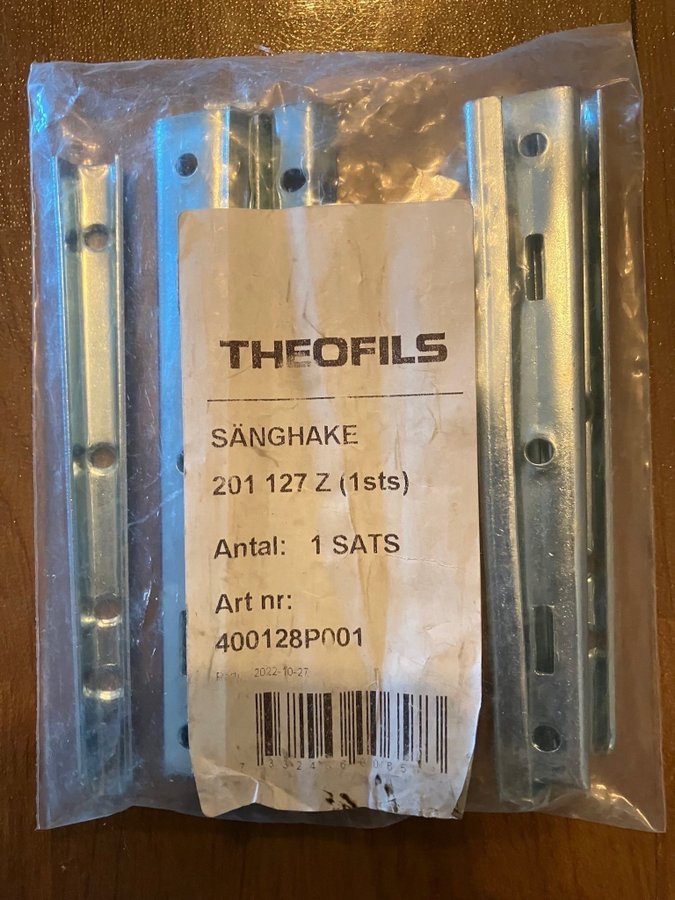 THEOFILS
SÄNGHAKE
201 127 Z (1sts)
Antal: 1 SATS
Art nr:
400128P001
2022-10-27